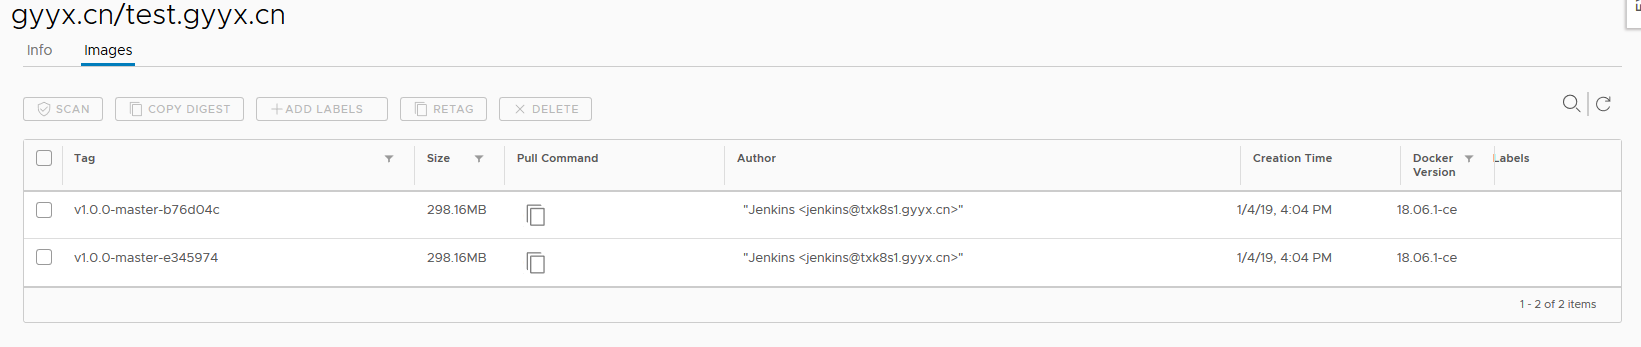 gyyx.cn/test.gyyx.cn
Info Images
SCAN COPY DIGEST ADD LABELS RETAG DELETE
Tag Size Pull Command Author Creation Time Docker Version Labels
v1.0.0-master-b76d04c 298.16MB "Jenkins <jenkins@txk8s1.gyyx.cn>" 1/4/19, 4:04 PM 18.06.1-ce
v1.0.0-master-e345974 298.16MB "Jenkins <jenkins@txk8s1.gyyx.cn>" 1/4/19, 4:04 PM 18.06.1-ce
1 - 2 of 2 items